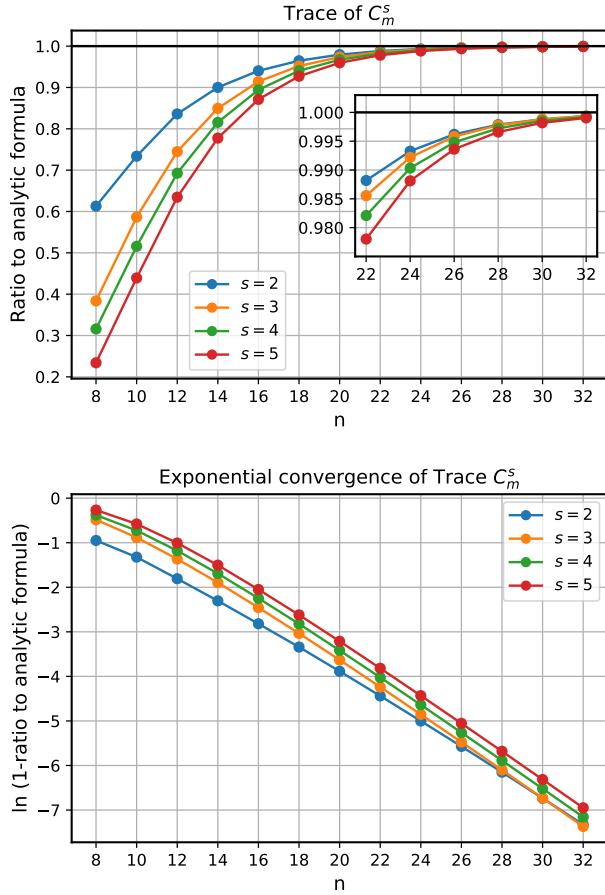 Trace of $C_m^s$
Ratio to analytic formula
1.0
0.9
0.8
0.7
0.6
0.5
0.4
0.3
0.2
1.000
0.995
0.990
0.985
0.980
22 24 26 28 30 32
s = 2
s = 3
s = 4
s = 5
8 10 12 14 16 18 20 22 24 26 28 30 32
n
Exponential convergence of Trace $C_m^s$
ln (1-ratio to analytic formula)
0
−1
−2
−3
−4
−5
−6
−7
s = 2
s = 3
s = 4
s = 5
8 10 12 14 16 18 20 22 24 26 28 30 32
n